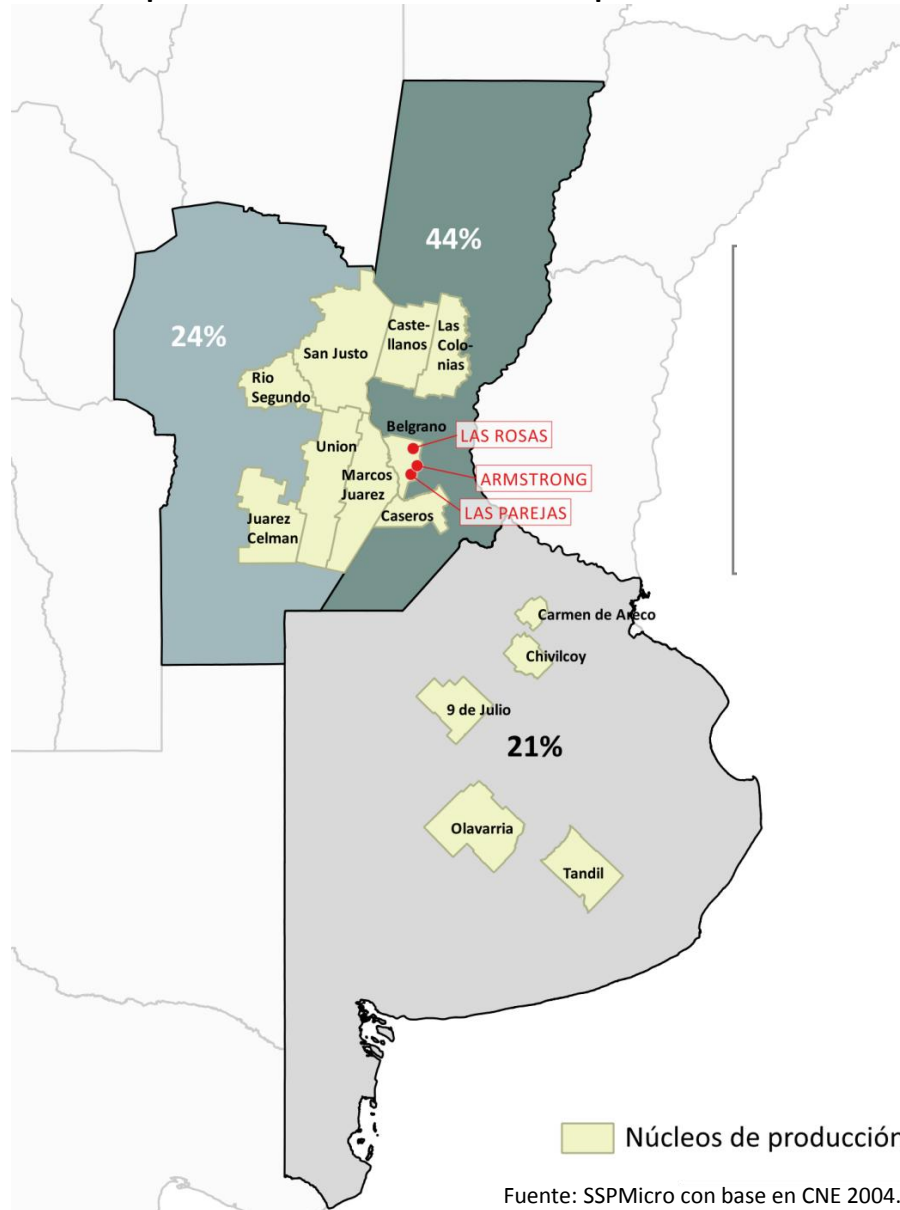 44%
24%
Caste-
llanos
Las
Colo-
nias
San Justo
Rio
Segundo
Belgrano
LAS ROSAS
Union
ARMSTRONG
Marcos
Juarez
LAS PAREJAS
Caseros
Juarez
Celman
Carmen de Areco
Chivilcoy
9 de Julio
21%
Olavarria
Tandil
Núcleos de producción
Fuente: SSPMicro con base en CNE 2004.